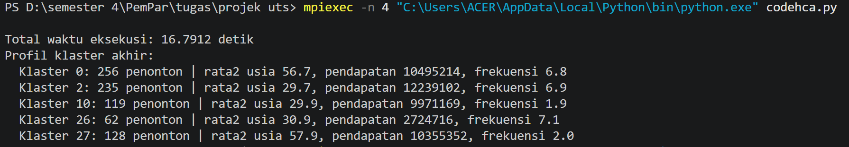 PS D:\semester 4\PemPar\tugas\projek uts> mpiexec -n 4 "C:\Users\ACER\AppData\Local\Python\bin\python.exe" codehca.py
Total waktu eksekusi: 16.7912 detik
Profil klaster akhir:
Klaster 0: 256 penonton | rata2 usia 56.7, pendapatan 10495214, frekuensi 6.8
Klaster 2: 235 penonton | rata2 usia 29.7, pendapatan 12239102, frekuensi 6.9
Klaster 10: 119 penonton | rata2 usia 29.9, pendapatan 9971169, frekuensi 1.9
Klaster 26: 62 penonton | rata2 usia 30.9, pendapatan 2724716, frekuensi 7.1
Klaster 27: 128 penonton | rata2 usia 57.9, pendapatan 10355352, frekuensi 2.0